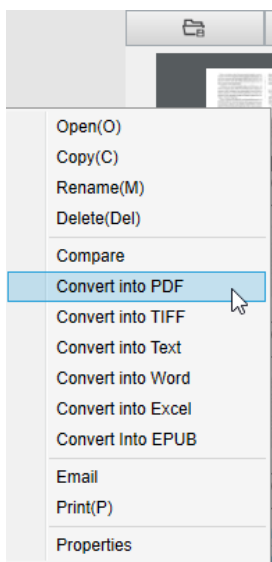 Open(O)
Copy(C)
Rename(M)
Delete(Del)
Compare
Convert into PDF
Convert into TIFF
Convert into Text
Convert into Word
Convert into Excel
Convert Into EPUB
Email
Print(P)
Properties